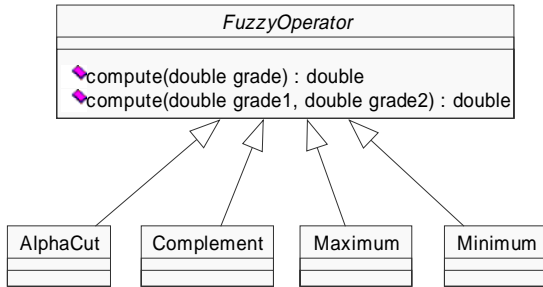 FuzzyOperator
compute(double grade) : double
compute(double grade1, double grade2) : double
AlphaCut
Complement
Maximum
Minimum